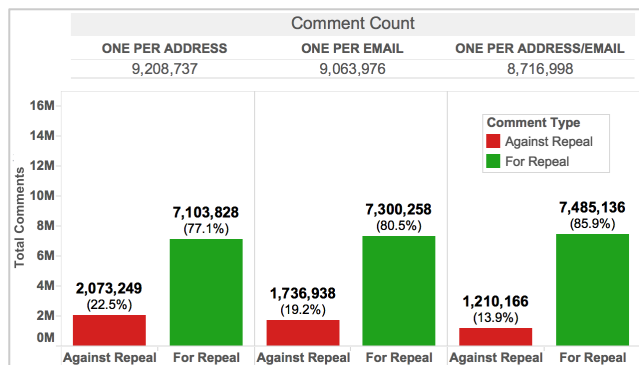 Comment Count
ONE PER ADDRESS ONE PER EMAIL ONE PER ADDRESS/EMAIL
9,208,737 9,063,976 8,716,998
Total Comments
16M
14M
12M
10M
8M
6M
4M
2M
0M
Comment Type
Against Repeal
For Repeal
2,073,249
(22.5%)
7,103,828
(77.1%)
1,736,938
(19.2%)
7,300,258
(80.5%)
1,210,166
(13.9%)
7,485,136
(85.9%)
Against Repeal For Repeal Against Repeal For Repeal Against Repeal For Repeal